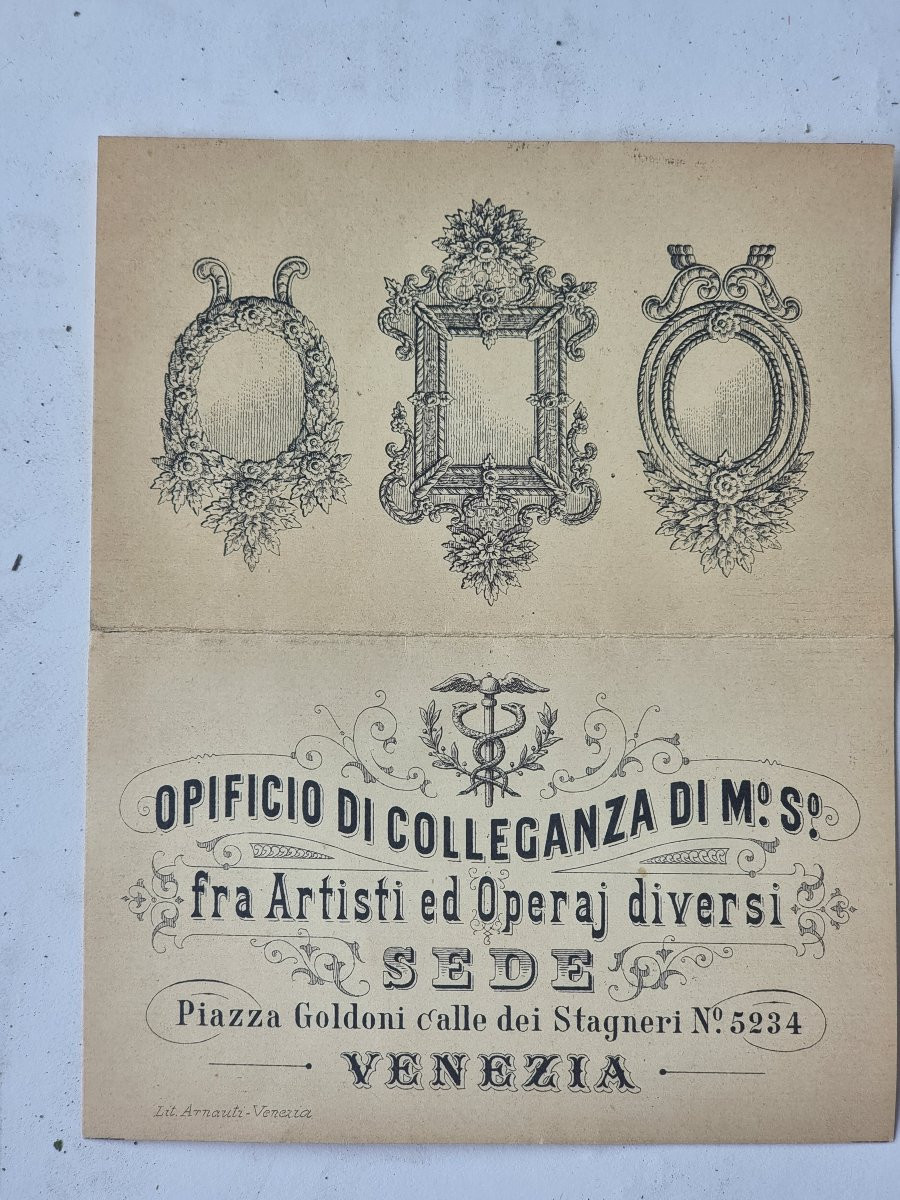 OPIFICIO DI COLLEGANZA DI Mº. Sº.
fra Artisti ed Operaj diversi
SEDE
Piazza Goldoni calle dei Stagneri Nº. 5234
VENEZIA
Lit. Arnauti-Venezia